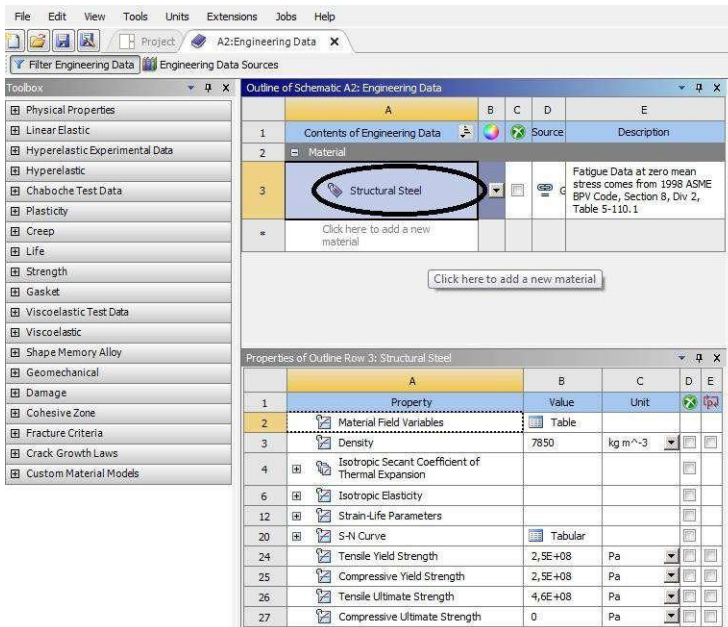 File Edit View Tools Units Extensions Jobs Help
Project A2:Engineering Data X
Filter Engineering Data Engineering Data Sources
Toolbox
Physical Properties
Linear Elastic
Hyperelastic Experimental Data
Hyperelastic
Chaboche Test Data
Plasticity
Creep
Life
Strength
Gasket
Viscoelastic Test Data
Viscoelastic
Shape Memory Alloy
Geomechanical
Damage
Cohesive Zone
Fracture Criteria
Crack Growth Laws
Custom Material Models
Outline of Schematic A2: Engineering Data
A B C D E
1 Contents of Engineering Data Source Description
2 Material
3 Structural Steel G
Fatigue Data at zero mean
stress comes from 1998 ASME
BPV Code, Section 8, Div 2,
Table 5-110.1
* Click here to add a new
material
Click here to add a new material
Properties of Outline Row 3: Structural Steel
A B C D E
1 Property Value Unit
2 Material Field Variables Table
3 Density 7850 kg m^-3
4 Isotropic Secant Coefficient of
Thermal Expansion
6 Isotropic Elasticity
12 Strain-Life Parameters
20 S-N Curve Tabular
24 Tensile Yield Strength 2,5E+08 Pa
25 Compressive Yield Strength 2,5E+08 Pa
26 Tensile Ultimate Strength 4,6E+08 Pa
27 Compressive Ultimate Strength 0 Pa